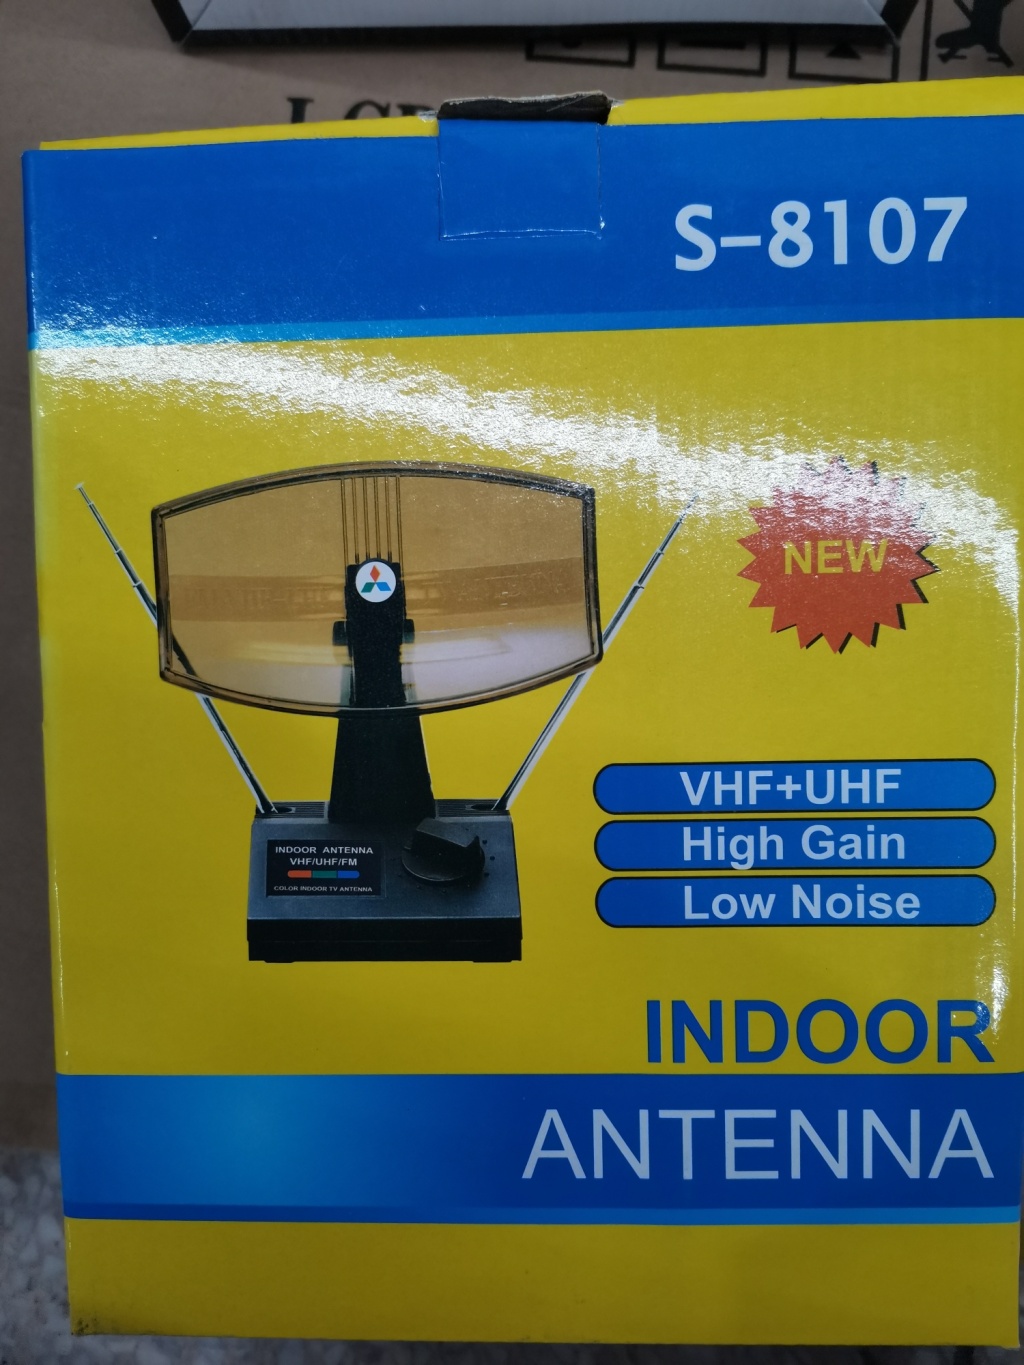 S-8107
NEW
VHF+UHF
High Gain
Low Noise
INDOOR ANTENNA
VHF/UHF/FM
COLOR INDOOR TV ANTENNA
INDOOR
ANTENNA